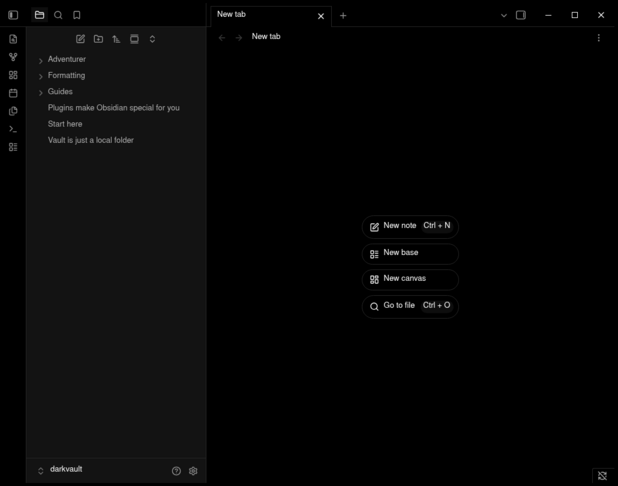 New tab
New tab
Adventurer
Formatting
Guides
Plugins make Obsidian special for you
Start here
Vault is just a local folder
New note Ctrl + N
New base
New canvas
Go to file Ctrl + O
darkvault